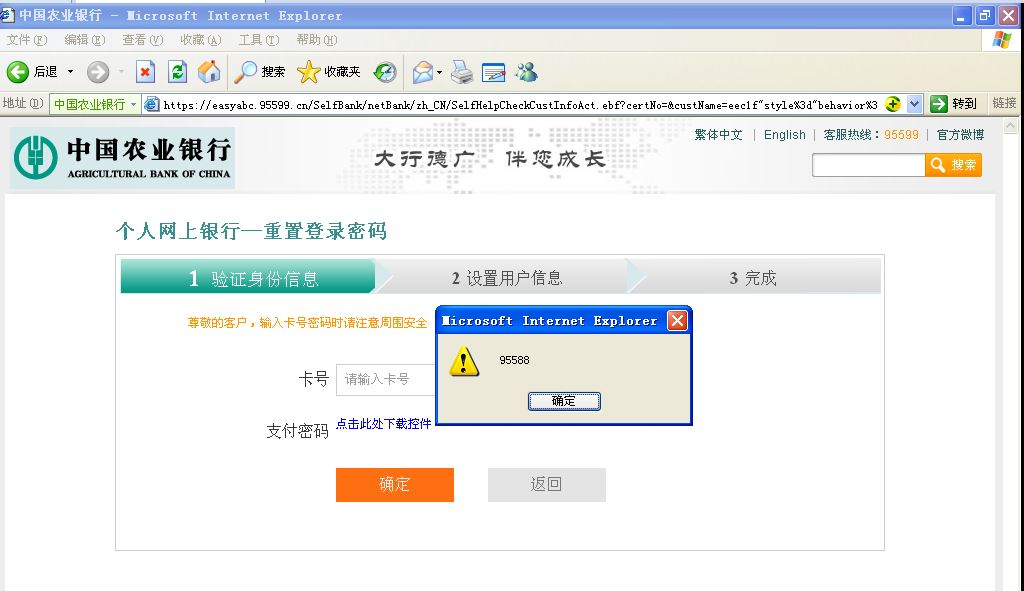 中国农业银行 - Microsoft Internet Explorer
文件(F) 编辑(E) 查看(V) 收藏(A) 工具(T) 帮助(H)
后退 搜索 收藏夹
地址(D) 中国农业银行 https://easyabc.95599.cn/SelfBank/netBank/zh_CN/SelfHelpCheckCustInfoAct.ebf?certNo=&custName=eec1f"style%3d"behavior%3 转到 链接
中国农业银行
AGRICULTURAL BANK OF CHINA
大行德广 伴您成长
繁体中文 | English | 客服热线：95599 | 官方微博
搜索
个人网上银行—重置登录密码
1 验证身份信息 2 设置用户信息 3 完成
尊敬的客户，输入卡号密码时请注意周围安全
Microsoft Internet Explorer
95588
确定
卡号 请输入卡号
支付密码 点击此处下载控件
确定 返回